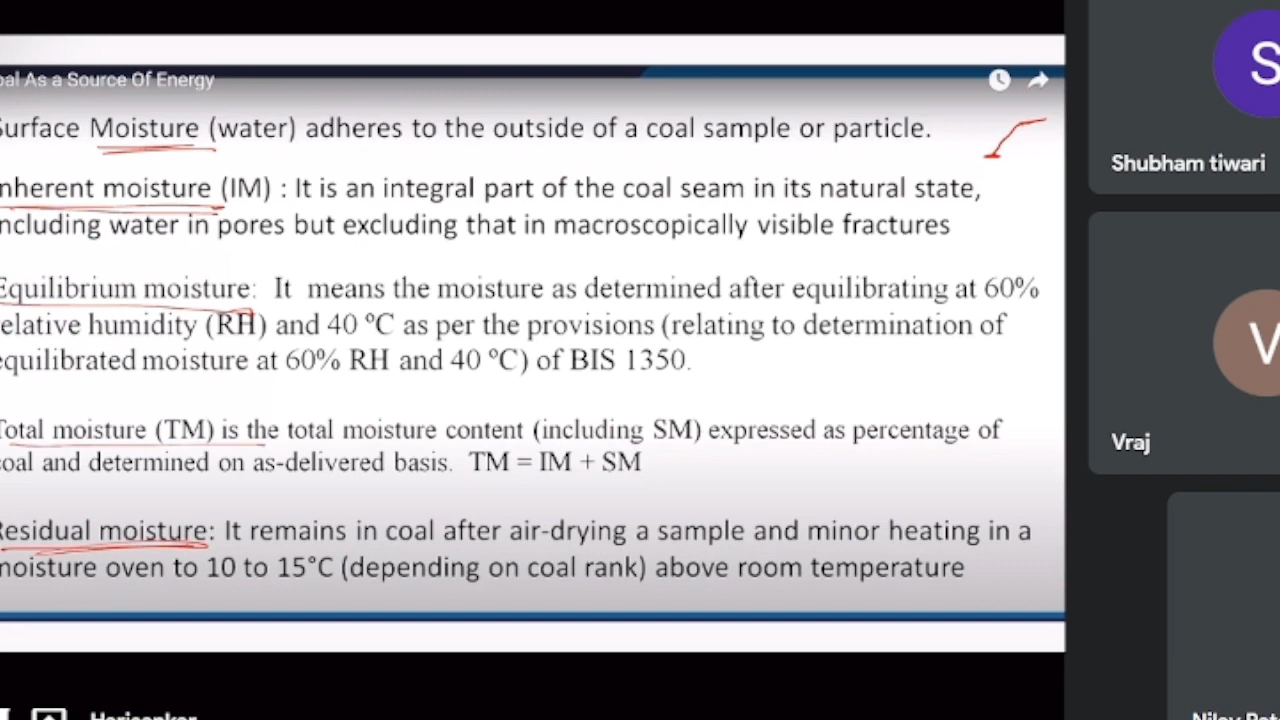 oal As a Source Of Energy
Surface Moisture (water) adheres to the outside of a coal sample or particle.
nherent moisture (IM) : It is an integral part of the coal seam in its natural state,
ncluding water in pores but excluding that in macroscopically visible fractures
Equilibrium moisture: It means the moisture as determined after equilibrating at 60%
elative humidity (RH) and 40 ºC as per the provisions (relating to determination of
equilibrated moisture at 60% RH and 40 ºC) of BIS 1350.
Total moisture (TM) is the total moisture content (including SM) expressed as percentage of
coal and determined on as-delivered basis. TM = IM + SM
Residual moisture: It remains in coal after air-drying a sample and minor heating in a
moisture oven to 10 to 15°C (depending on coal rank) above room temperature
S
Shubham tiwari
V
Vraj